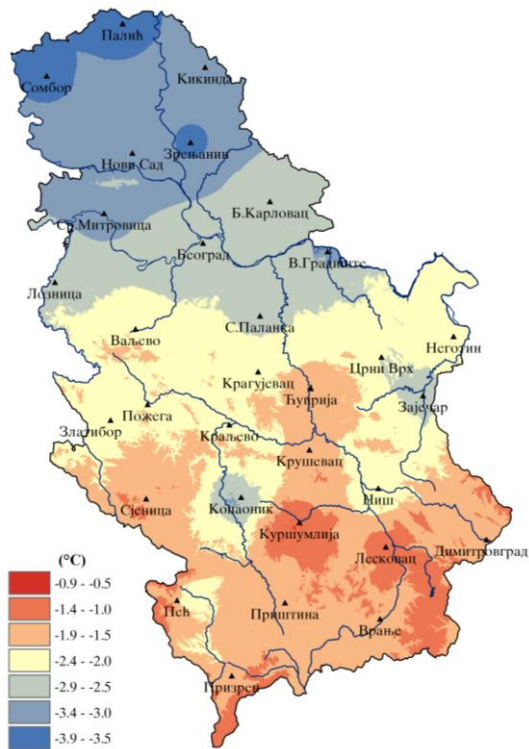 Палић
Сомбор
Кикинда
Зрењанин
Нови Сад
Ср.Митровица
Б.Карловац
Београд
В.Градиште
Лозница
С.Паланка
Ваљево
Неготин
Црни Врх
Крагујевац
Ћуприја
Зајечар
Пожега
Златибор
Краљево
Крушевац
Сјеница
Копаоник
Ниш
Куршумлија
Лесковац
Димитровград
(°C)
-0.9 - -0.5
-1.4 - -1.0
-1.9 - -1.5
-2.4 - -2.0
-2.9 - -2.5
-3.4 - -3.0
-3.9 - -3.5
Пећ
Приштина
Врање
Призрен